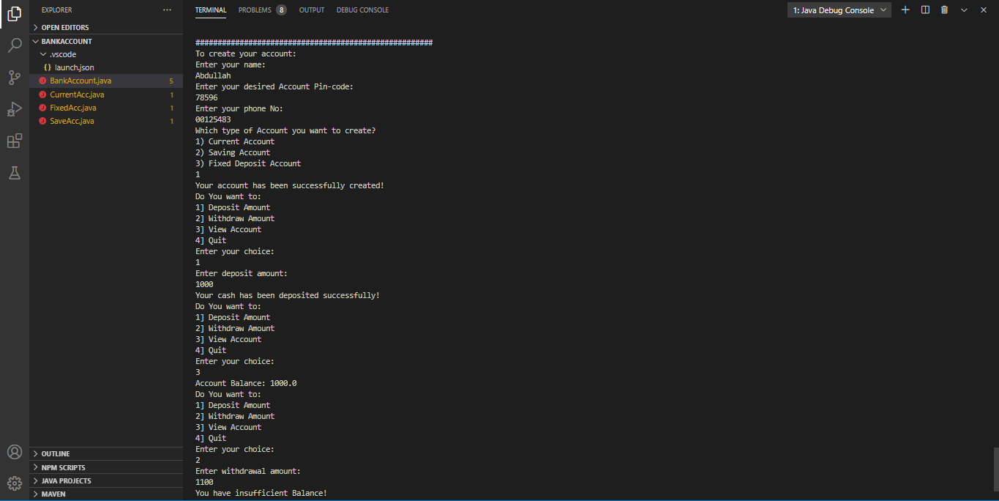 EXPLORER ...
OPEN EDITORS
BANKACCOUNT
.vscode
{} launch.json
J BankAccount.java 5
J CurrentAcc.java 1
J FixedAcc.java 1
J SaveAcc.java 1
OUTLINE
NPM SCRIPTS
JAVA PROJECTS
MAVEN
TERMINAL PROBLEMS 8 OUTPUT DEBUG CONSOLE 1: Java Debug Console
######################################################
To create your account:
Enter your name:
Abdullah
Enter your desired Account Pin-code:
78596
Enter your phone No:
00125483
Which type of Account you want to create?
1) Current Account
2) Saving Account
3) Fixed Deposit Account
1
Your account has been successfully created!
Do You want to:
1] Deposit Amount
2] Withdraw Amount
3] View Account
4] Quit
Enter your choice:
1
Enter deposit amount:
1000
Your cash has been deposited successfully!
Do You want to:
1] Deposit Amount
2] Withdraw Amount
3] View Account
4] Quit
Enter your choice:
3
Account Balance: 1000.0
Do You want to:
1] Deposit Amount
2] Withdraw Amount
3] View Account
4] Quit
Enter your choice:
2
Enter withdrawal amount:
1100
You have insufficient Balance!